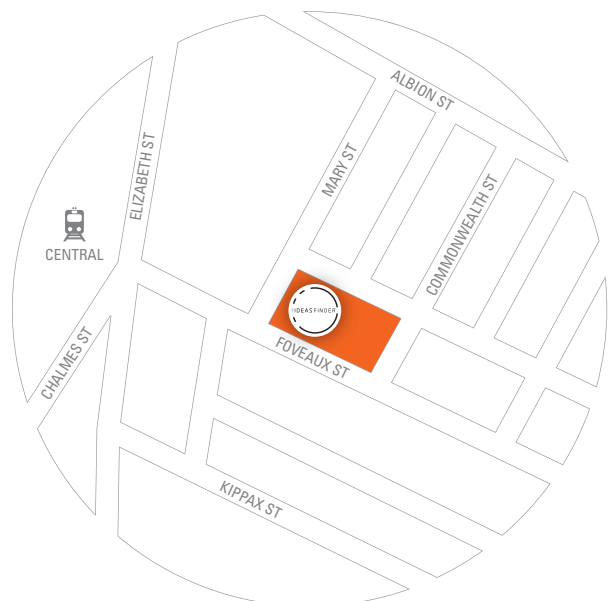 ALBION ST
MARY ST
ELIZABETH ST
COMMONWEALTH ST
CENTRAL
IDEASFINDER
FOVEAUX ST
CHALMES ST
KIPPAX ST